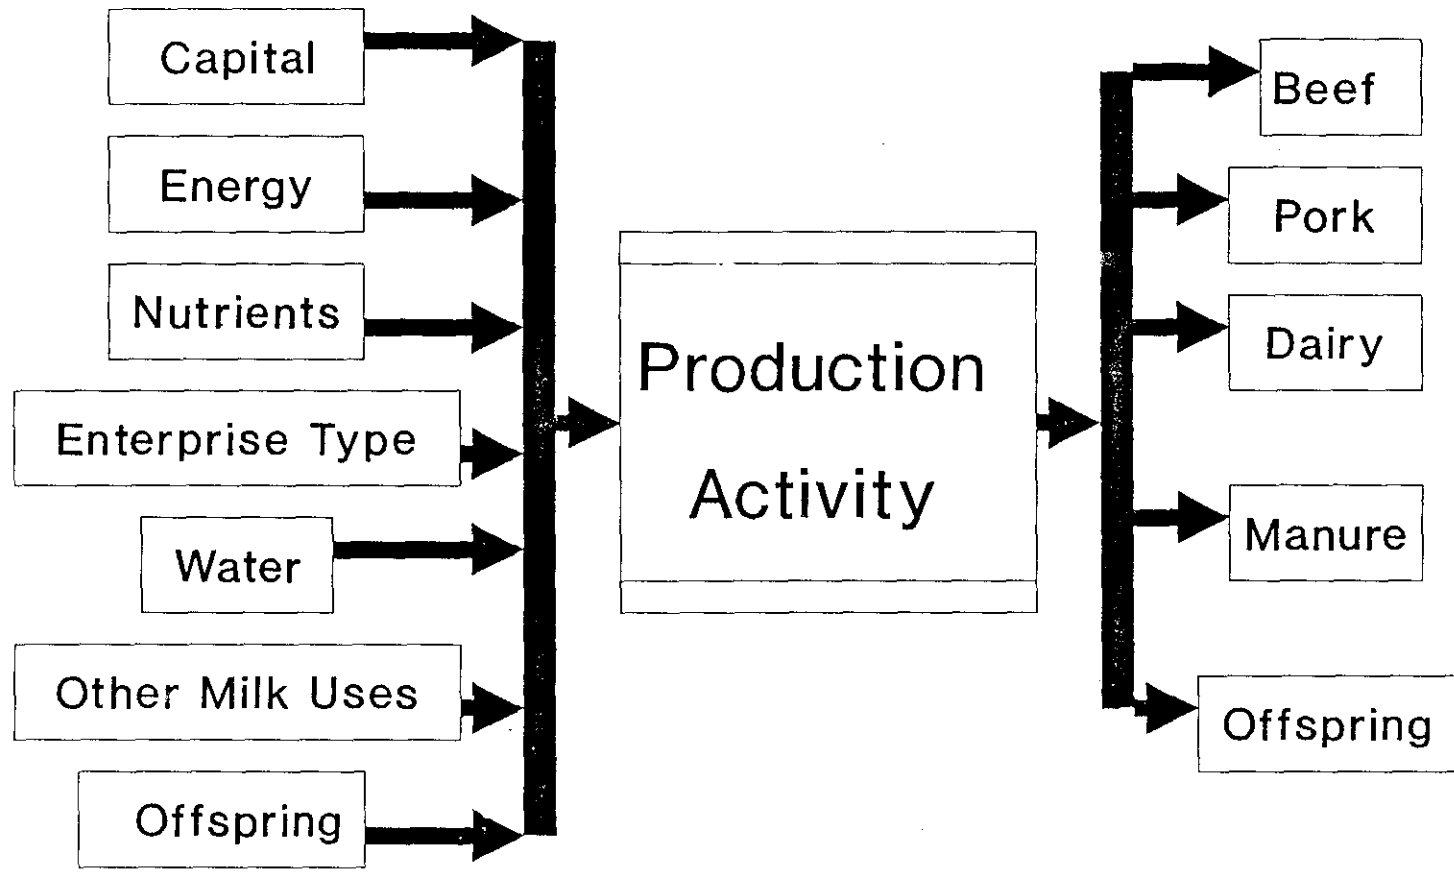 Capital
Energy
Nutrients
Enterprise Type
Water
Other Milk Uses
Offspring
Production
Activity
Beef
Pork
Dairy
Manure
Offspring